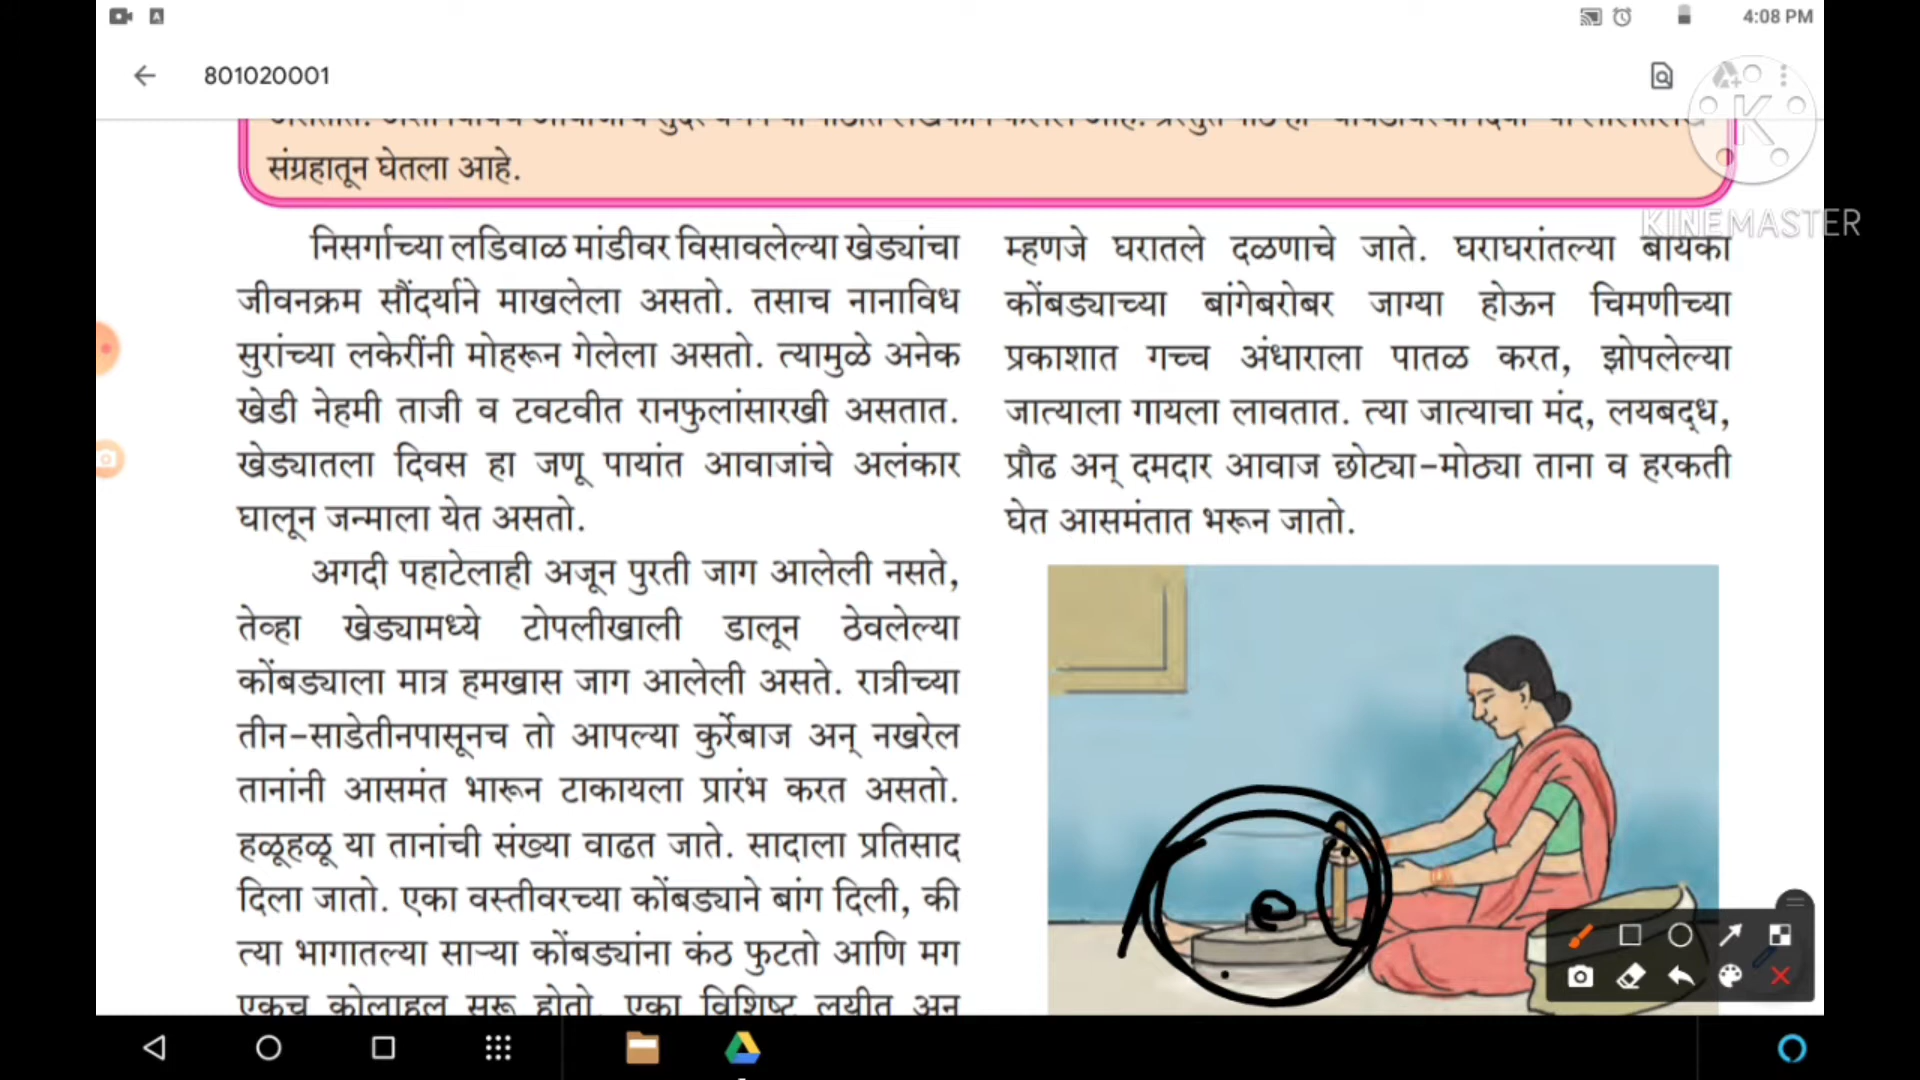 4:08 PM
801020001
संग्रहातून घेतला आहे.
KINEMASTER
निसर्गाच्या लडिवाळ मांडीवर विसावलेल्या खेड्यांचा
जीवनक्रम सौंदर्याने माखलेला असतो. तसाच नानाविध
सुरांच्या लकेरींनी मोहरून गेलेला असतो. त्यामुळे अनेक
खेडी नेहमी ताजी व टवटवीत रानफुलांसारखी असतात.
खेड्यातला दिवस हा जणू पायांत आवाजांचे अलंकार
घालून जन्माला येत असतो.
अगदी पहाटेलाही अजून पुरती जाग आलेली नसते,
तेव्हा खेड्यामध्ये टोपलीखाली डालून ठेवलेल्या
कोंबड्याला मात्र हमखास जाग आलेली असते. रात्रीच्या
तीन-साडेतीनपासूनच तो आपल्या कुर्रेबाज अन् नखरेल
तानांनी आसमंत भारून टाकायला प्रारंभ करत असतो.
हळूहळू या तानांची संख्या वाढत जाते. सादाला प्रतिसाद
दिला जातो. एका वस्तीवरच्या कोंबड्याने बांग दिली, की
त्या भागातल्या साऱ्या कोंबड्यांना कंठ फुटतो आणि मग
एकच कोलाहल सुरू होतो. एका विशिष्ट लयीत अन्
म्हणजे घरातले दळणाचे जाते. घराघरांतल्या बायका
कोंबड्याच्या बांगेबरोबर जाग्या होऊन चिमणीच्या
प्रकाशात गच्च अंधाराला पातळ करत, झोपलेल्या
जात्याला गायला लावतात. त्या जात्याचा मंद, लयबद्ध,
प्रौढ अन् दमदार आवाज छोट्या-मोठ्या ताना व हरकती
घेत आसमंतात भरून जातो.